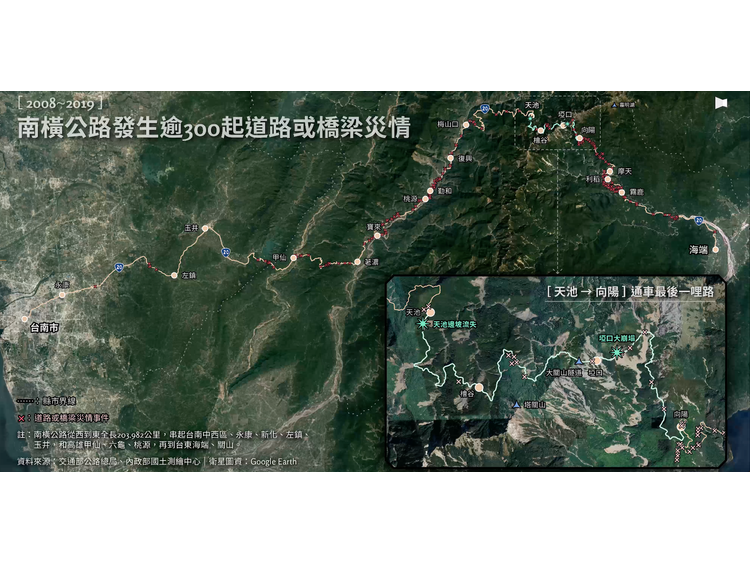 [ 2008~2019 ]
南橫公路發生逾300起道路或橋梁災情
天池
埡口
梅山口
20
檜谷
向陽
復興
摩天
利稻
桃源
勤和
霧鹿
寶來
20
海端
玉井
20
甲仙
荖濃
20
左鎮
永康
台南市
[ 天池 → 向陽 ] 通車最後一哩路
天池
天池邊坡流失
埡口大崩塌
大關山隧道
埡口
檜谷
塔關山
向陽
：縣市界線
：道路或橋梁災情事件
註：南橫公路從西到東全長203.982公里，串起台南中西區、永康、新化、左鎮、
玉井、和高雄甲仙、六龜、桃源，再到台東海端、關山
資料來源：交通部公路總局、內政部國土測繪中心｜衛星圖資：Google Earth